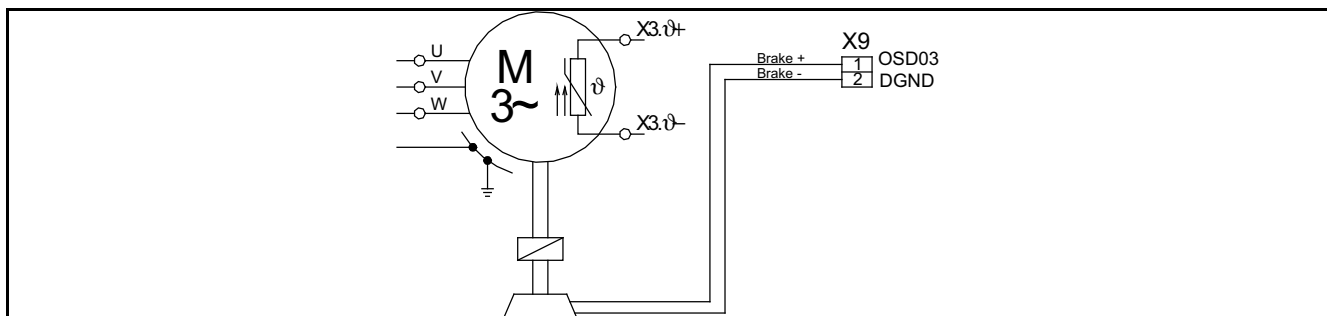 X3.ϑ+
X9
U
Brake +
1
OSD03
M
V
ϑ
Brake -
2
DGND
3~
W
X3.ϑ-